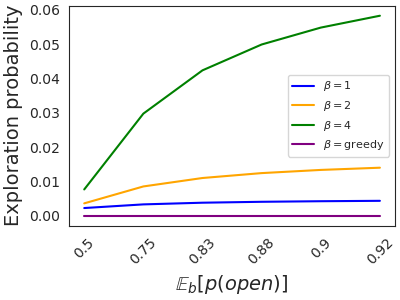 0.06
0.05
0.04
0.03
0.02
0.01
0.00
Exploration probability
β = 1
β = 2
β = 4
β = greedy
0.5
0.75
0.83
0.88
0.9
0.92
𝔼b[p(open)]